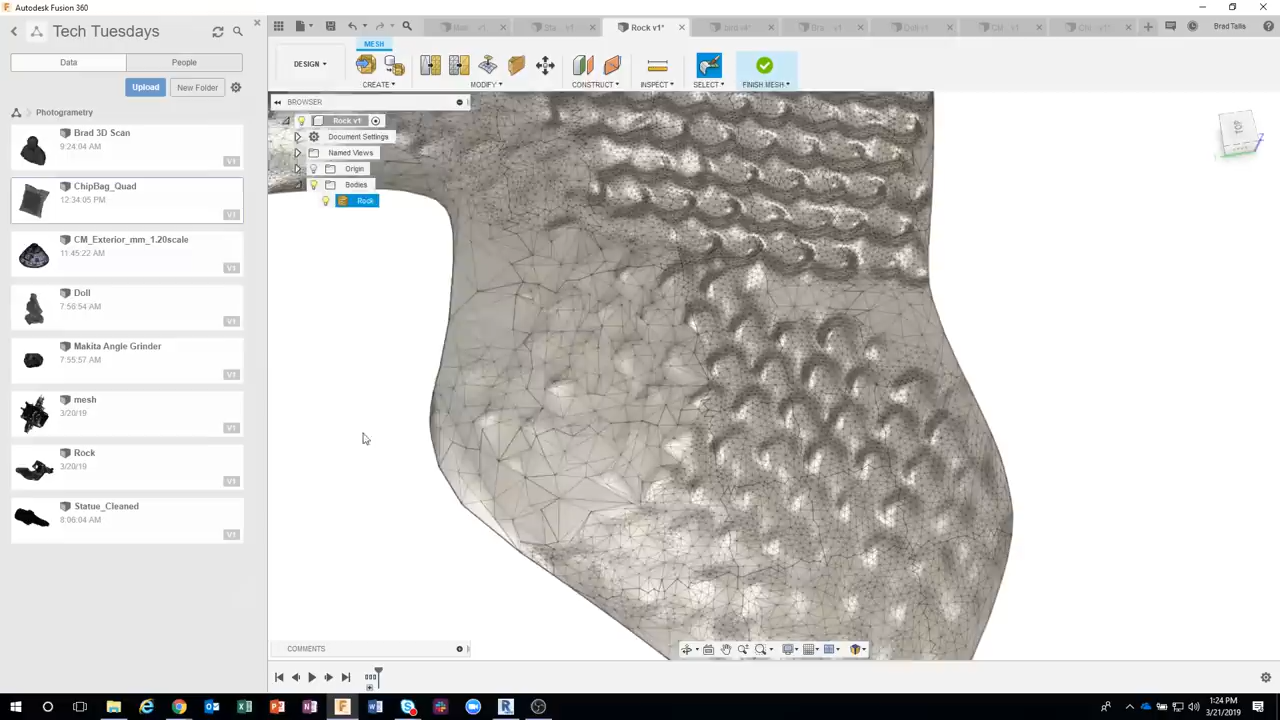 Autodesk Fusion 360
Tech Tuesdays
Data
People
Upload
New Folder
Photogrametry
Brad 3D Scan
9:24:04 AM
V1
ChipBag_Quad
12:34:05 PM
V1
CM_Exterior_mm_1.20scale
11:45:22 AM
V1
Doll
7:56:54 AM
V1
Makita Angle Grinder
7:55:57 AM
V1
mesh
3/20/19
V1
Rock
3/20/19
V1
Statue_Cleaned
8:06:04 AM
V1
Rock v1*
Doll v1
Brad Tallis
MESH
DESIGN
CREATE
MODIFY
CONSTRUCT
INSPECT
SELECT
FINISH MESH
BROWSER
Rock v1
Document Settings
Named Views
Origin
Bodies
Rock
COMMENTS
1:24 PM
3/21/2019